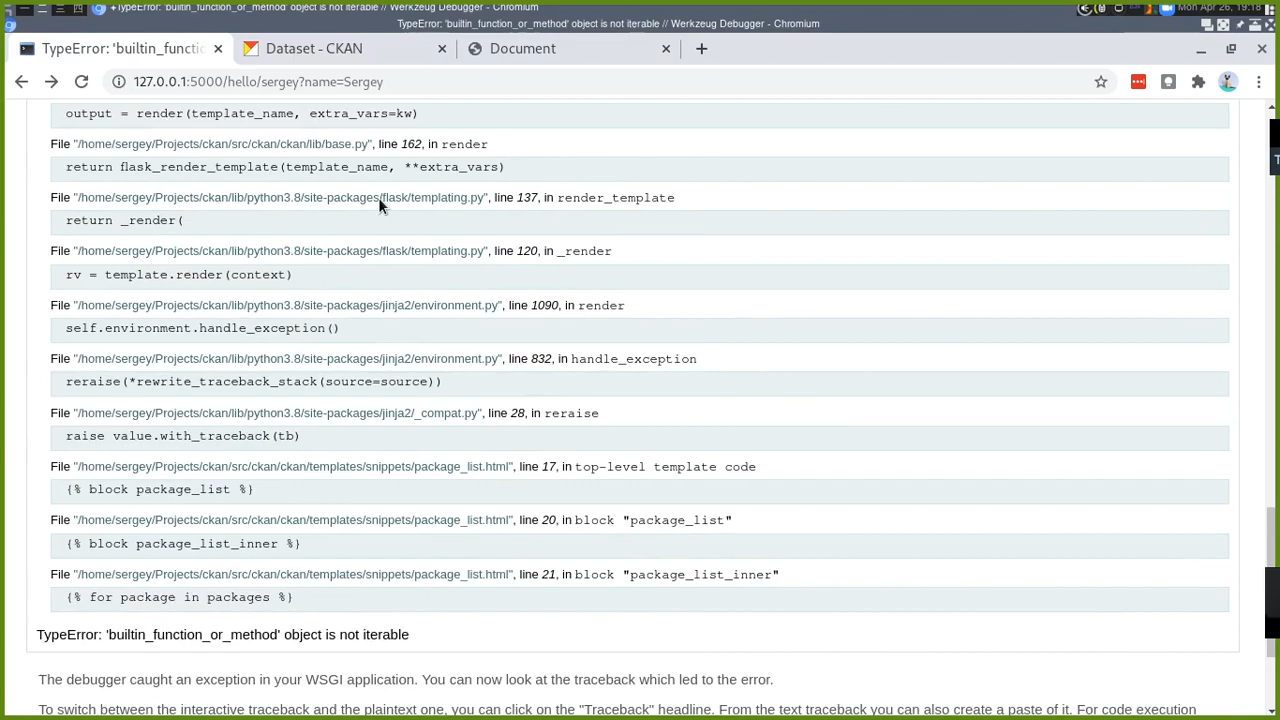 TypeError: 'builtin_function_or_method' object is not iterable // Werkzeug Debugger - Chromium
Mon Apr 26, 19:18
TypeError: 'builtin_function_or_method' object is not iterable // Werkzeug Debugger - Chromium
TypeError: 'builtin_functio
Dataset - CKAN
Document
127.0.0.1:5000/hello/sergey?name=Sergey
output = render(template_name, extra_vars=kw)
File "/home/sergey/Projects/ckan/src/ckan/ckan/lib/base.py", line 162, in render
return flask_render_template(template_name, **extra_vars)
File "/home/sergey/Projects/ckan/lib/python3.8/site-packages/flask/templating.py", line 137, in render_template
return _render(
File "/home/sergey/Projects/ckan/lib/python3.8/site-packages/flask/templating.py", line 120, in _render
rv = template.render(context)
File "/home/sergey/Projects/ckan/lib/python3.8/site-packages/jinja2/environment.py", line 1090, in render
self.environment.handle_exception()
File "/home/sergey/Projects/ckan/lib/python3.8/site-packages/jinja2/environment.py", line 832, in handle_exception
reraise(*rewrite_traceback_stack(source=source))
File "/home/sergey/Projects/ckan/lib/python3.8/site-packages/jinja2/_compat.py", line 28, in reraise
raise value.with_traceback(tb)
File "/home/sergey/Projects/ckan/src/ckan/ckan/templates/snippets/package_list.html", line 17, in top-level template code
{% block package_list %}
File "/home/sergey/Projects/ckan/src/ckan/ckan/templates/snippets/package_list.html", line 20, in block "package_list"
{% block package_list_inner %}
File "/home/sergey/Projects/ckan/src/ckan/ckan/templates/snippets/package_list.html", line 21, in block "package_list_inner"
{% for package in packages %}
TypeError: 'builtin_function_or_method' object is not iterable
The debugger caught an exception in your WSGI application. You can now look at the traceback which led to the error.
To switch between the interactive traceback and the plaintext one, you can click on the "Traceback" headline. From the text traceback you can also create a paste of it. For code execution